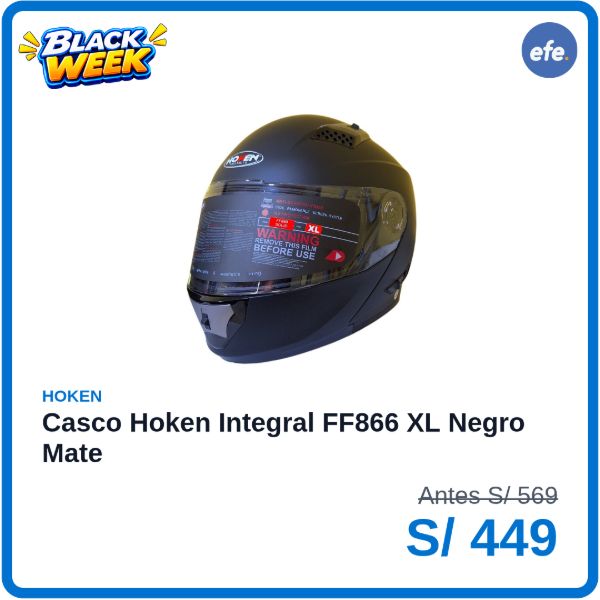 BLACK
WEEK
efe.
HOKEN
XL
WARNING
REMOVE THIS FILM
BEFORE USE
HOKEN
Casco Hoken Integral FF866 XL Negro
Mate
Antes S/ 569
S/ 449